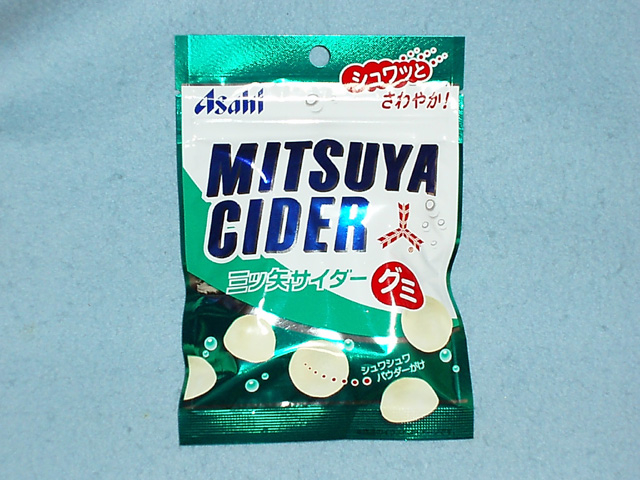 シュワッと
さわやか!
Asahi
MITSUYA
CIDER
三ツ矢サイダー
グミ
シュワシュワ
パウダーがけ